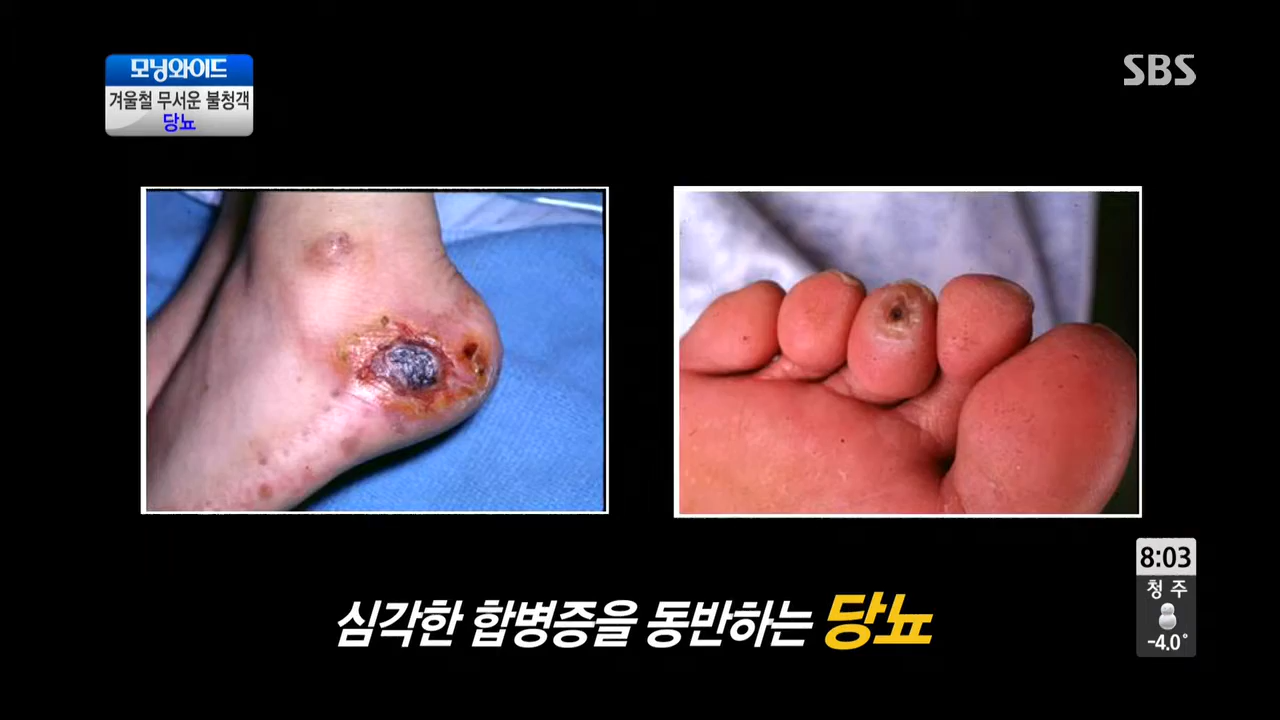 모닝와이드
겨울철 무서운 불청객
당뇨
SBS
8:03
청 주
-4.0°
심각한 합병증을 동반하는 당뇨